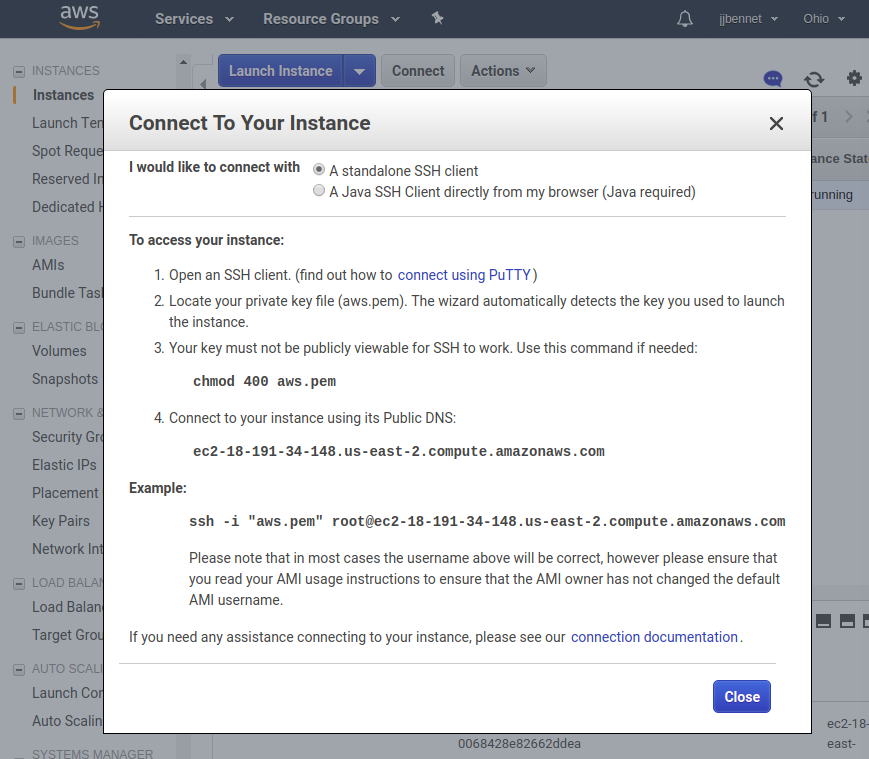 aws
Services
Resource Groups
jjbennet
Ohio
INSTANCES
Instances
Launch Ten
Spot Reque
Reserved In
Dedicated H
IMAGES
AMIs
Bundle Task
ELASTIC BLO
Volumes
Snapshots
NETWORK &
Security Gro
Elastic IPs
Placement
Key Pairs
Network Int
LOAD BALAN
Load Balanc
Target Grou
AUTO SCALI
Launch Con
Auto Scalin
SYSTEMS MANAGER
Launch Instance
Connect
Actions
f 1
ance Stat
running
Connect To Your Instance
I would like to connect with
A standalone SSH client
A Java SSH Client directly from my browser (Java required)
To access your instance:
1. Open an SSH client. (find out how to connect using PuTTY)
2. Locate your private key file (aws.pem). The wizard automatically detects the key you used to launch
the instance.
3. Your key must not be publicly viewable for SSH to work. Use this command if needed:
chmod 400 aws.pem
4. Connect to your instance using its Public DNS:
ec2-18-191-34-148.us-east-2.compute.amazonaws.com
Example:
ssh -i "aws.pem" root@ec2-18-191-34-148.us-east-2.compute.amazonaws.com
Please note that in most cases the username above will be correct, however please ensure that
you read your AMI usage instructions to ensure that the AMI owner has not changed the default
AMI username.
If you need any assistance connecting to your instance, please see our connection documentation.
Close
0068428e82662ddea
ec2-18-
east-